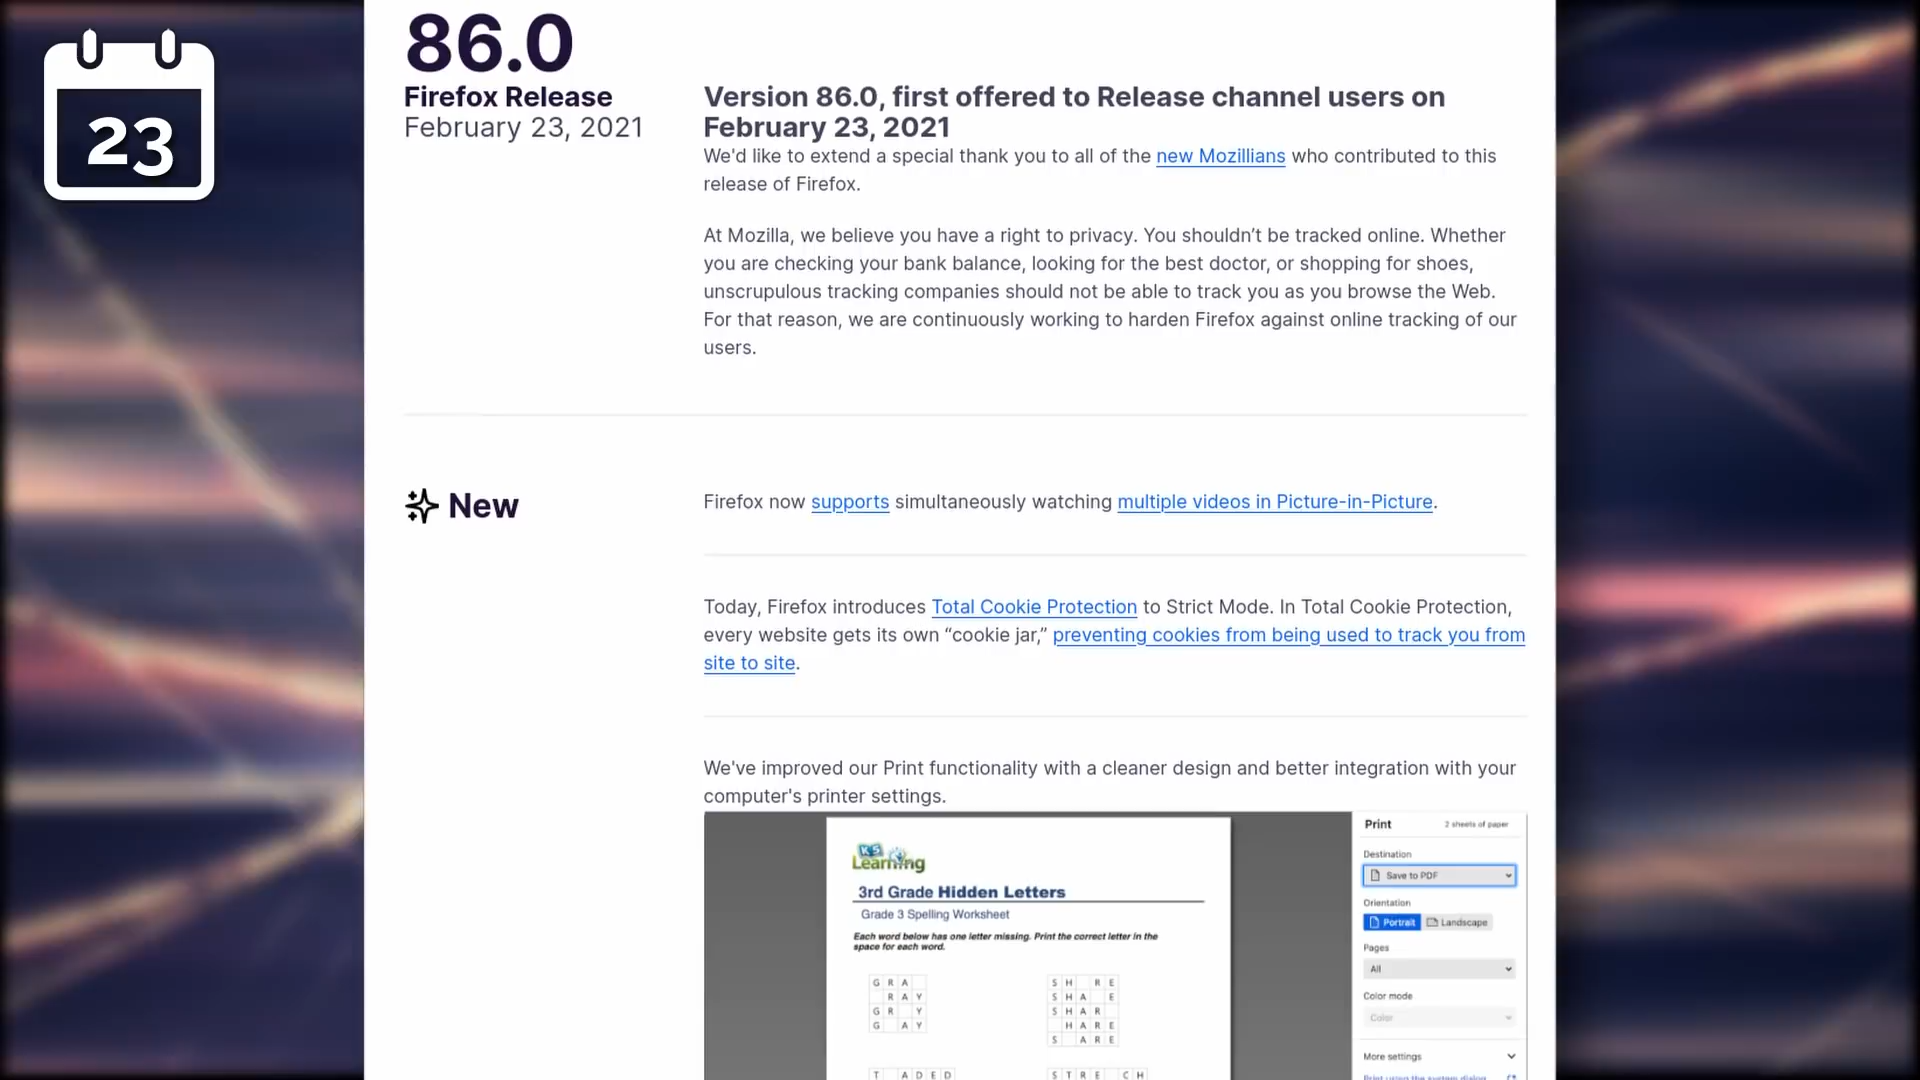 23
86.0
Firefox Release
February 23, 2021
Version 86.0, first offered to Release channel users on
February 23, 2021
We'd like to extend a special thank you to all of the new Mozillians who contributed to this
release of Firefox.
At Mozilla, we believe you have a right to privacy. You shouldn’t be tracked online. Whether
you are checking your bank balance, looking for the best doctor, or shopping for shoes,
unscrupulous tracking companies should not be able to track you as you browse the Web.
For that reason, we are continuously working to harden Firefox against online tracking of our
users.
New
Firefox now supports simultaneously watching multiple videos in Picture-in-Picture.
Today, Firefox introduces Total Cookie Protection to Strict Mode. In Total Cookie Protection,
every website gets its own “cookie jar,” preventing cookies from being used to track you from
site to site.
We've improved our Print functionality with a cleaner design and better integration with your
computer's printer settings.
K5
Learning
3rd Grade Hidden Letters
Grade 3 Spelling Worksheet
Each word below has one letter missing. Print the correct letter in the
space for each word.
G R A
R A Y
G R Y
G A Y
T A D E D
S H R E
S H A E
S H A R
H A R E
S A R E
S T R E C H
Print 2 sheets of paper
Destination
Save to PDF
Orientation
Portrait Landscape
Pages
All
Color mode
Color
More settings
Print using the system dialog